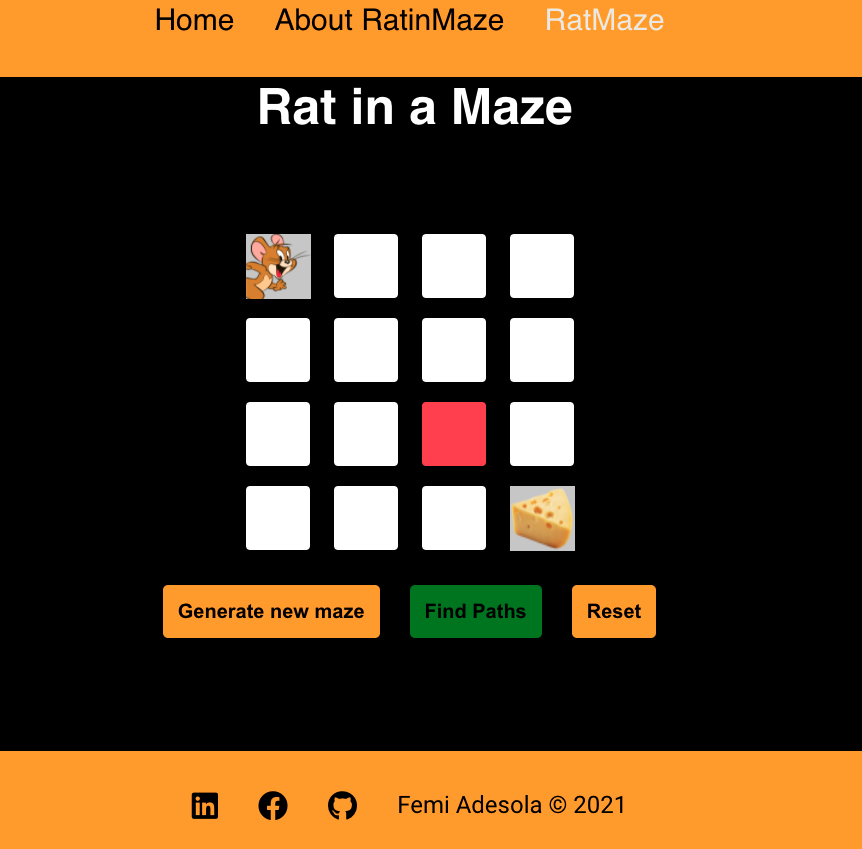 Home About RatinMaze RatMaze
Rat in a Maze
Generate new maze Find Paths Reset
Femi Adesola © 2021